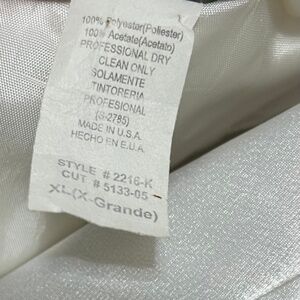 100% Polyester(Poliester)
100% Acetate(Acetato)
PROFESSIONAL DRY
CLEAN ONLY
SOLAMENTE
TINTORERIA
PROFESIONAL
(S-2785)
MADE IN U.S.A.
HECHO EN E.U.A.
STYLE # 2216-K
CUT # 5133-05
XL(X-Grande)